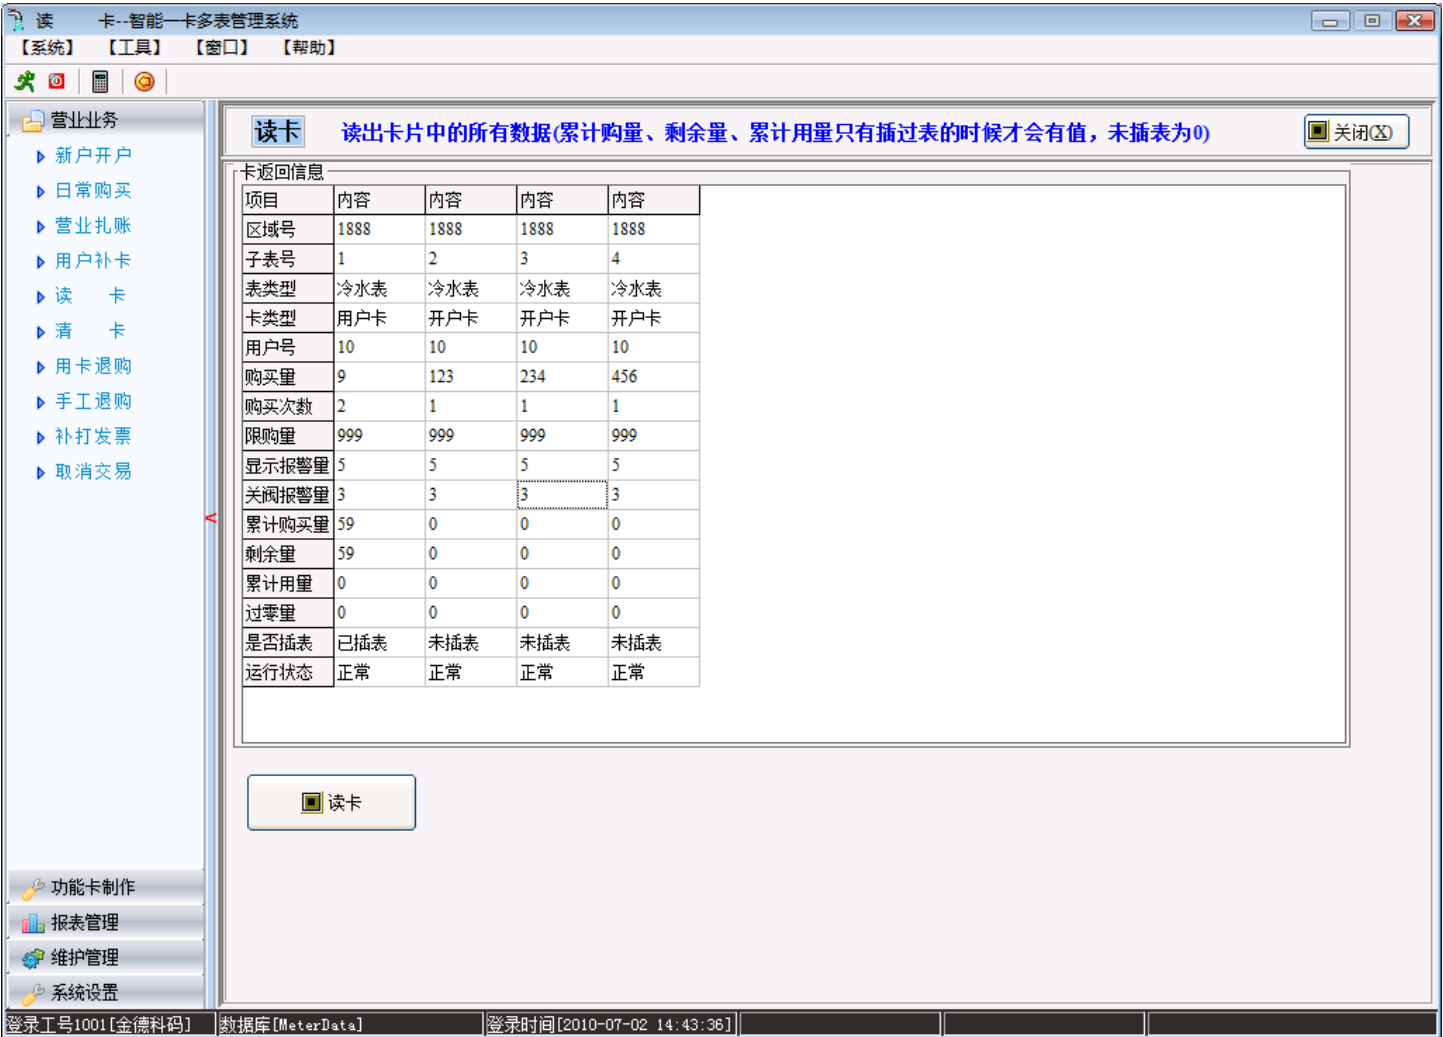 读 卡--智能一卡多表管理系统
【系统】 【工具】 【窗口】 【帮助】
营业业务
新户开户
日常购买
营业扎账
用户补卡
读 卡
清 卡
用卡退购
手工退购
补打发票
取消交易
功能卡制作
报表管理
维护管理
系统设置
<
读卡 读出卡片中的所有数据(累计购量、剩余量、累计用量只有插过表的时候才会有值，未插表为0) 关闭(X)
卡返回信息
项目 内容 内容 内容 内容
区域号 1888 1888 1888 1888
子表号 1 2 3 4
表类型 冷水表 冷水表 冷水表 冷水表
卡类型 用户卡 开户卡 开户卡 开户卡
用户号 10 10 10 10
购买量 9 123 234 456
购买次数 2 1 1 1
限购量 999 999 999 999
显示报警量 5 5 5 5
关阀报警量 3 3 3 3
累计购买量 59 0 0 0
剩余量 59 0 0 0
累计用量 0 0 0 0
过零量 0 0 0 0
是否插表 已插表 未插表 未插表 未插表
运行状态 正常 正常 正常 正常
读卡
登录工号1001[金德科码] 数据库[MeterData] 登录时间[2010-07-02 14:43:36]